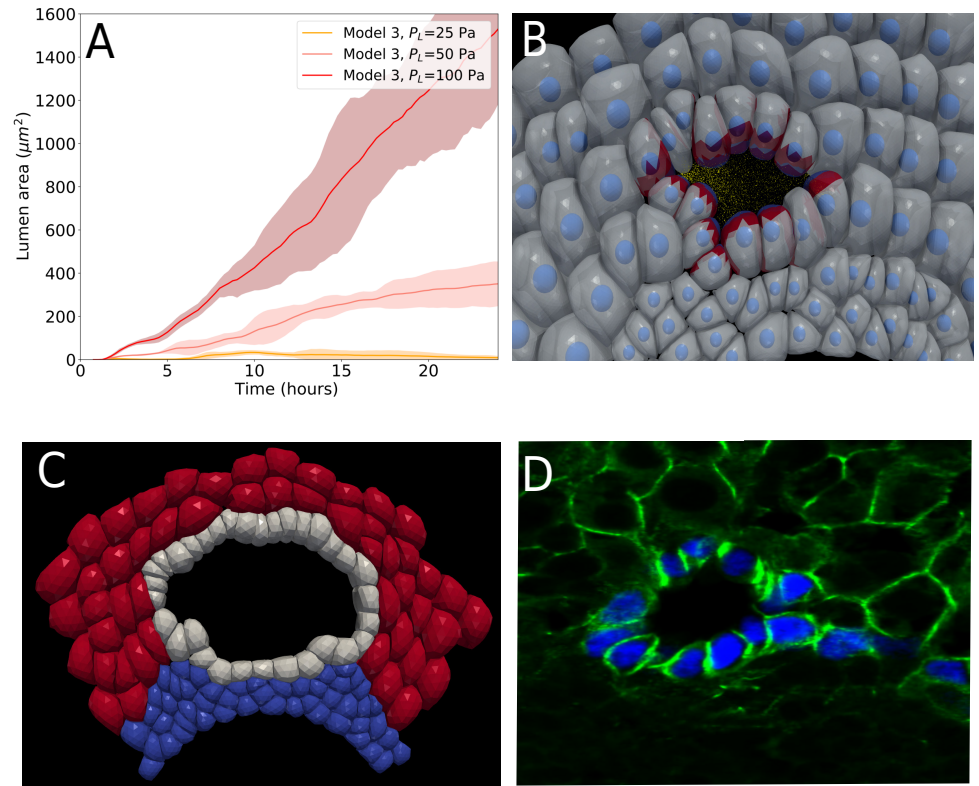 A
B
Model 3, P_L=25 Pa
Model 3, P_L=50 Pa
Model 3, P_L=100 Pa
Lumen area (μm²)
1600
1400
1200
1000
800
600
400
200
0
0 5 10 15 20
Time (hours)
C
D